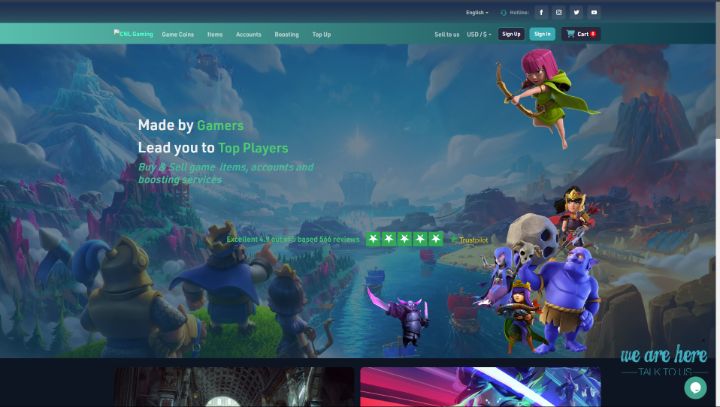 English
Hotline:
CNL Gaming
Game Coins
Items
Accounts
Boosting
Top Up
Sell to us
USD / $
Sign Up
Sign In
Cart
0
Made by Gamers
Lead you to Top Players
Buy & Sell game items, accounts and
boosting services
Excellent 4.9 out of 5 based 566 reviews
Trustpilot
we are here
TALK TO US